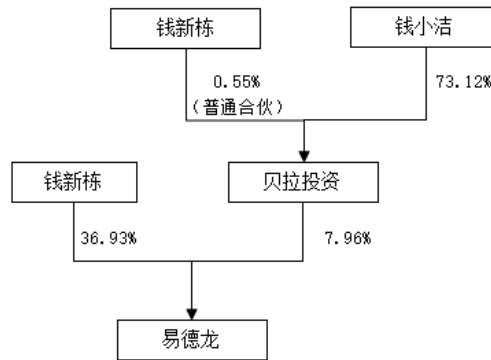 钱新栋
钱小洁
0.55%
(普通合伙)
73.12%
钱新栋
贝拉投资
36.93%
7.96%
易德龙